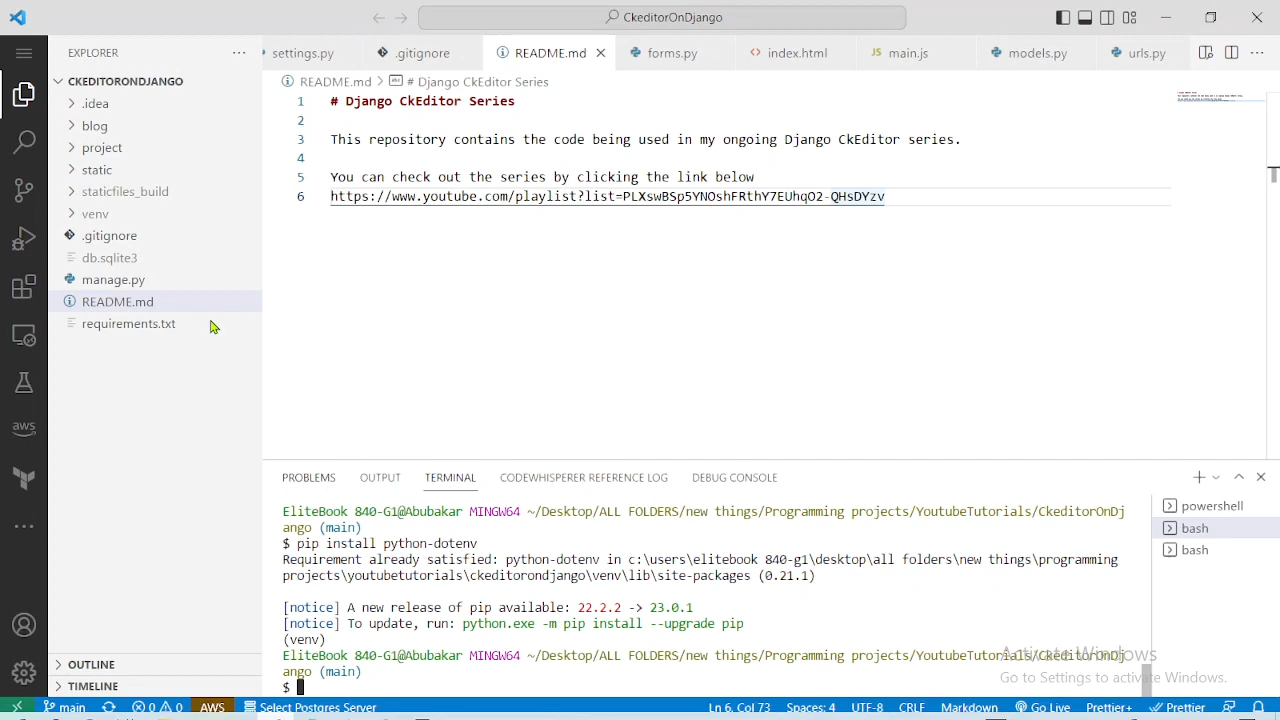 CkeditorOnDjango
EXPLORER
settings.py
.gitignore
README.md
forms.py
index.html
JS main.js
models.py
urls.py
CKEDITORONDJANGO
.idea
blog
project
static
staticfiles_build
venv
.gitignore
db.sqlite3
manage.py
README.md
requirements.txt
OUTLINE
TIMELINE
aws
README.md > # Django CkEditor Series
1 # Django CkEditor Series
2
3 This repository contains the code being used in my ongoing Django CkEditor series.
4
5 You can check out the series by clicking the link below
6 https://www.youtube.com/playlist?list=PLXswBSp5YNOshFRthY7EUhqO2-QHsDYzv
PROBLEMS OUTPUT TERMINAL CODEWHISPERER REFERENCE LOG DEBUG CONSOLE
EliteBook 840-G1@Abubakar MINGW64 ~/Desktop/ALL FOLDERS/new things/Programming projects/YoutubeTutorials/CkeditorOnDj
ango (main)
$ pip install python-dotenv
Requirement already satisfied: python-dotenv in c:\users\elitebook 840-g1\desktop\all folders\new things\programming
projects\youtubetutorials\ckeditorondjango\venv\lib\site-packages (0.21.1)
[notice] A new release of pip available: 22.2.2 -> 23.0.1
[notice] To update, run: python.exe -m pip install --upgrade pip
(venv)
EliteBook 840-G1@Abubakar MINGW64 ~/Desktop/ALL FOLDERS/new things/Programming projects/YoutubeTutorials/CkeditorOnDj
ango (main)
$
powershell
bash
bash
Activate Windows
Go to Settings to activate Windows.
main 0 0 AWS Select Postgres Server Ln 6, Col 73 Spaces: 4 UTF-8 CRLF Markdown Go Live Prettier+ Prettier